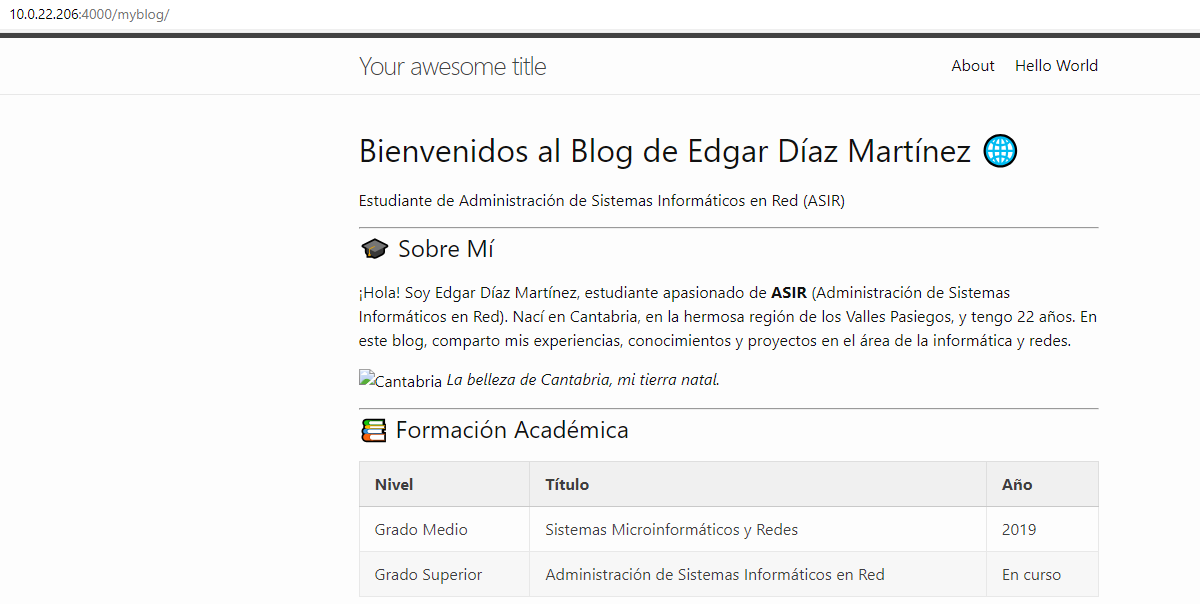 10.0.22.206:4000/myblog/
Your awesome title
About Hello World
Bienvenidos al Blog de Edgar Díaz Martínez
Estudiante de Administración de Sistemas Informáticos en Red (ASIR)
Sobre Mí
¡Hola! Soy Edgar Díaz Martínez, estudiante apasionado de ASIR (Administración de Sistemas
Informáticos en Red). Nací en Cantabria, en la hermosa región de los Valles Pasiegos, y tengo 22 años. En
este blog, comparto mis experiencias, conocimientos y proyectos en el área de la informática y redes.
Cantabria La belleza de Cantabria, mi tierra natal.
Formación Académica
Nivel Título Año
Grado Medio Sistemas Microinformáticos y Redes 2019
Grado Superior Administración de Sistemas Informáticos en Red En curso